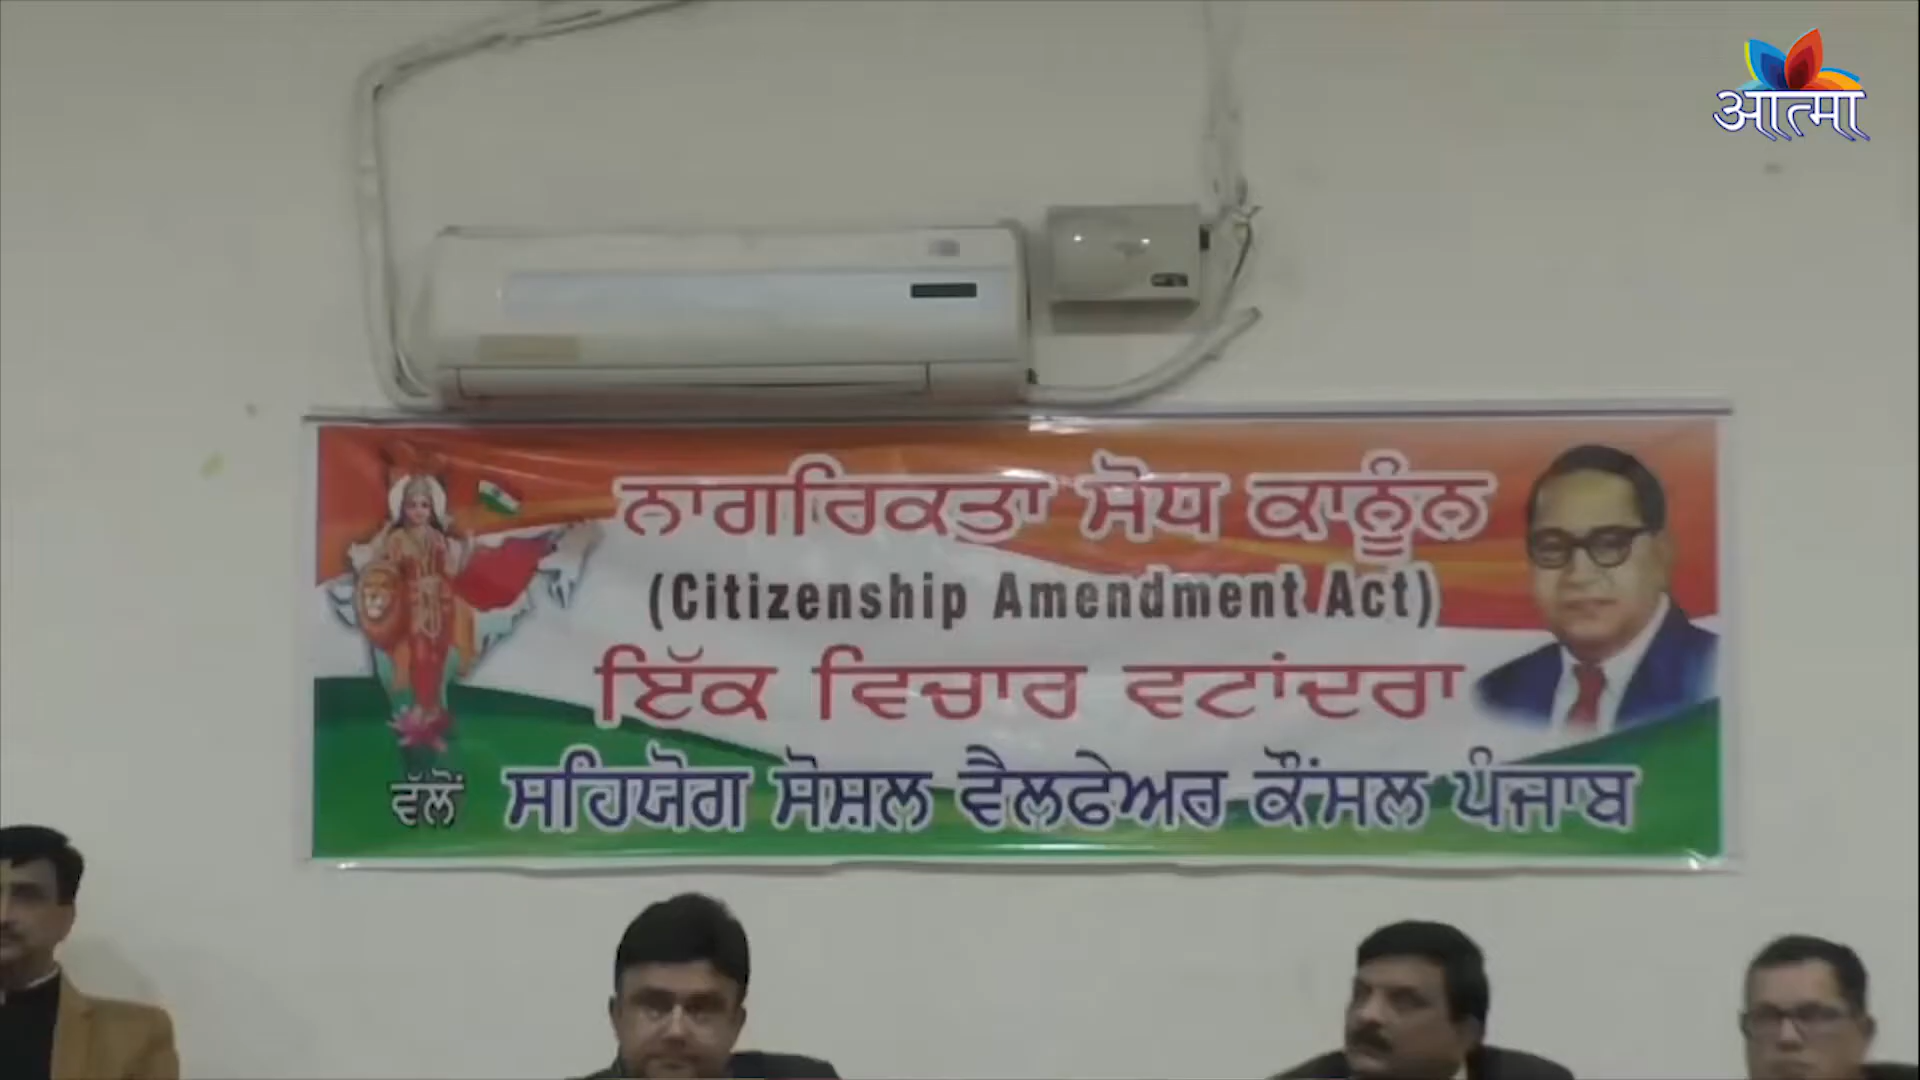 आत्मा
ਨਾਗਰਿਕਤਾ ਸੋਧ ਕਾਨੂੰਨ
(Citizenship Amendment Act)
ਇੱਕ ਵਿਚਾਰ ਵਟਾਂਦਰਾ
ਵੱਲੋਂ ਸਹਿਯੋਗ ਸੋਸ਼ਲ ਵੈਲਫੇਅਰ ਕੌਂਸਲ ਪੰਜਾਬ